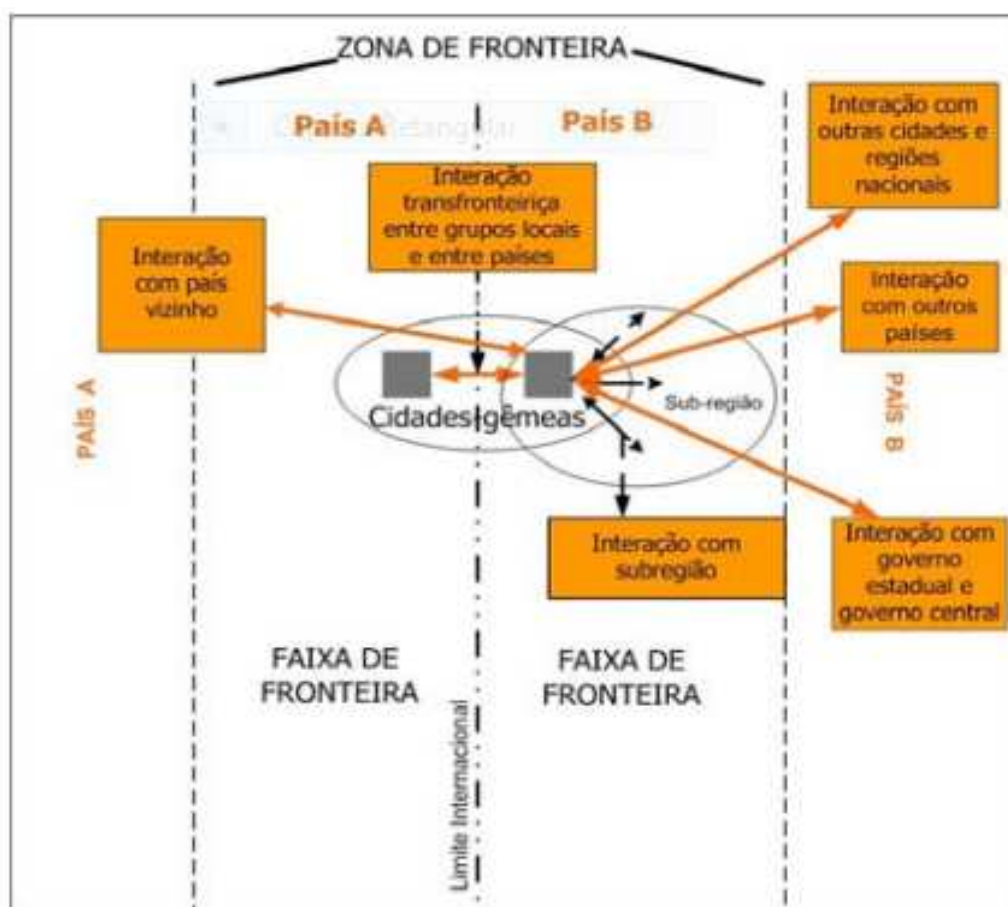 ZONA DE FRONTEIRA
País A
País B
Interação com
outras cidades e
regiões
nacionais
Interação
transfronteiriça
entre grupos locais
e entre países
Interação
com país
vizinho
Interação
com outros
países
PAÍS A
PAÍS B
Sub-região
Cidades-gêmeas
Interação com
subregião
Interação com
governo
estadual e
governo central
FAIXA DE
FRONTEIRA
FAIXA DE
FRONTEIRA
Limite Internacional